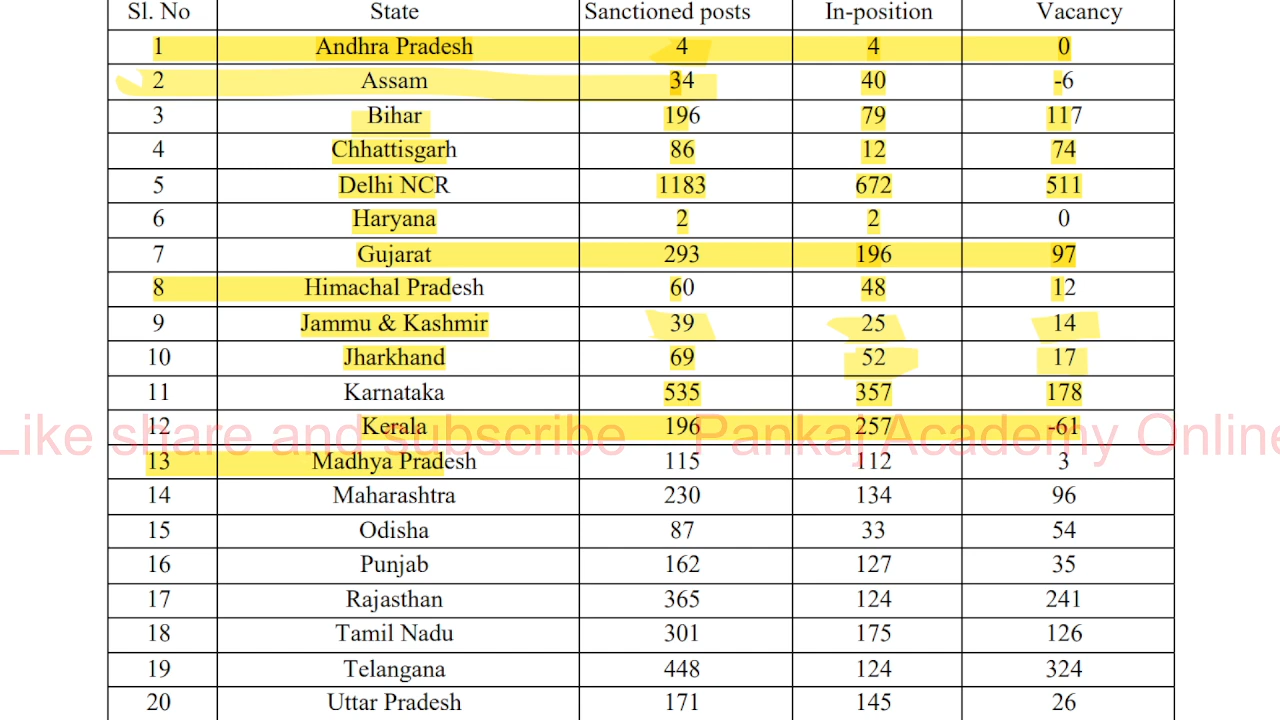 Sl. No State Sanctioned posts In-position Vacancy
1 Andhra Pradesh 4 4 0
2 Assam 34 40 -6
3 Bihar 196 79 117
4 Chhattisgarh 86 12 74
5 Delhi NCR 1183 672 511
6 Haryana 2 2 0
7 Gujarat 293 196 97
8 Himachal Pradesh 60 48 12
9 Jammu & Kashmir 39 25 14
10 Jharkhand 69 52 17
11 Karnataka 535 357 178
12 Kerala 196 257 -61
Like share and subscribe Pankaj Academy Online
13 Madhya Pradesh 115 112 3
14 Maharashtra 230 134 96
15 Odisha 87 33 54
16 Punjab 162 127 35
17 Rajasthan 365 124 241
18 Tamil Nadu 301 175 126
19 Telangana 448 124 324
20 Uttar Pradesh 171 145 26